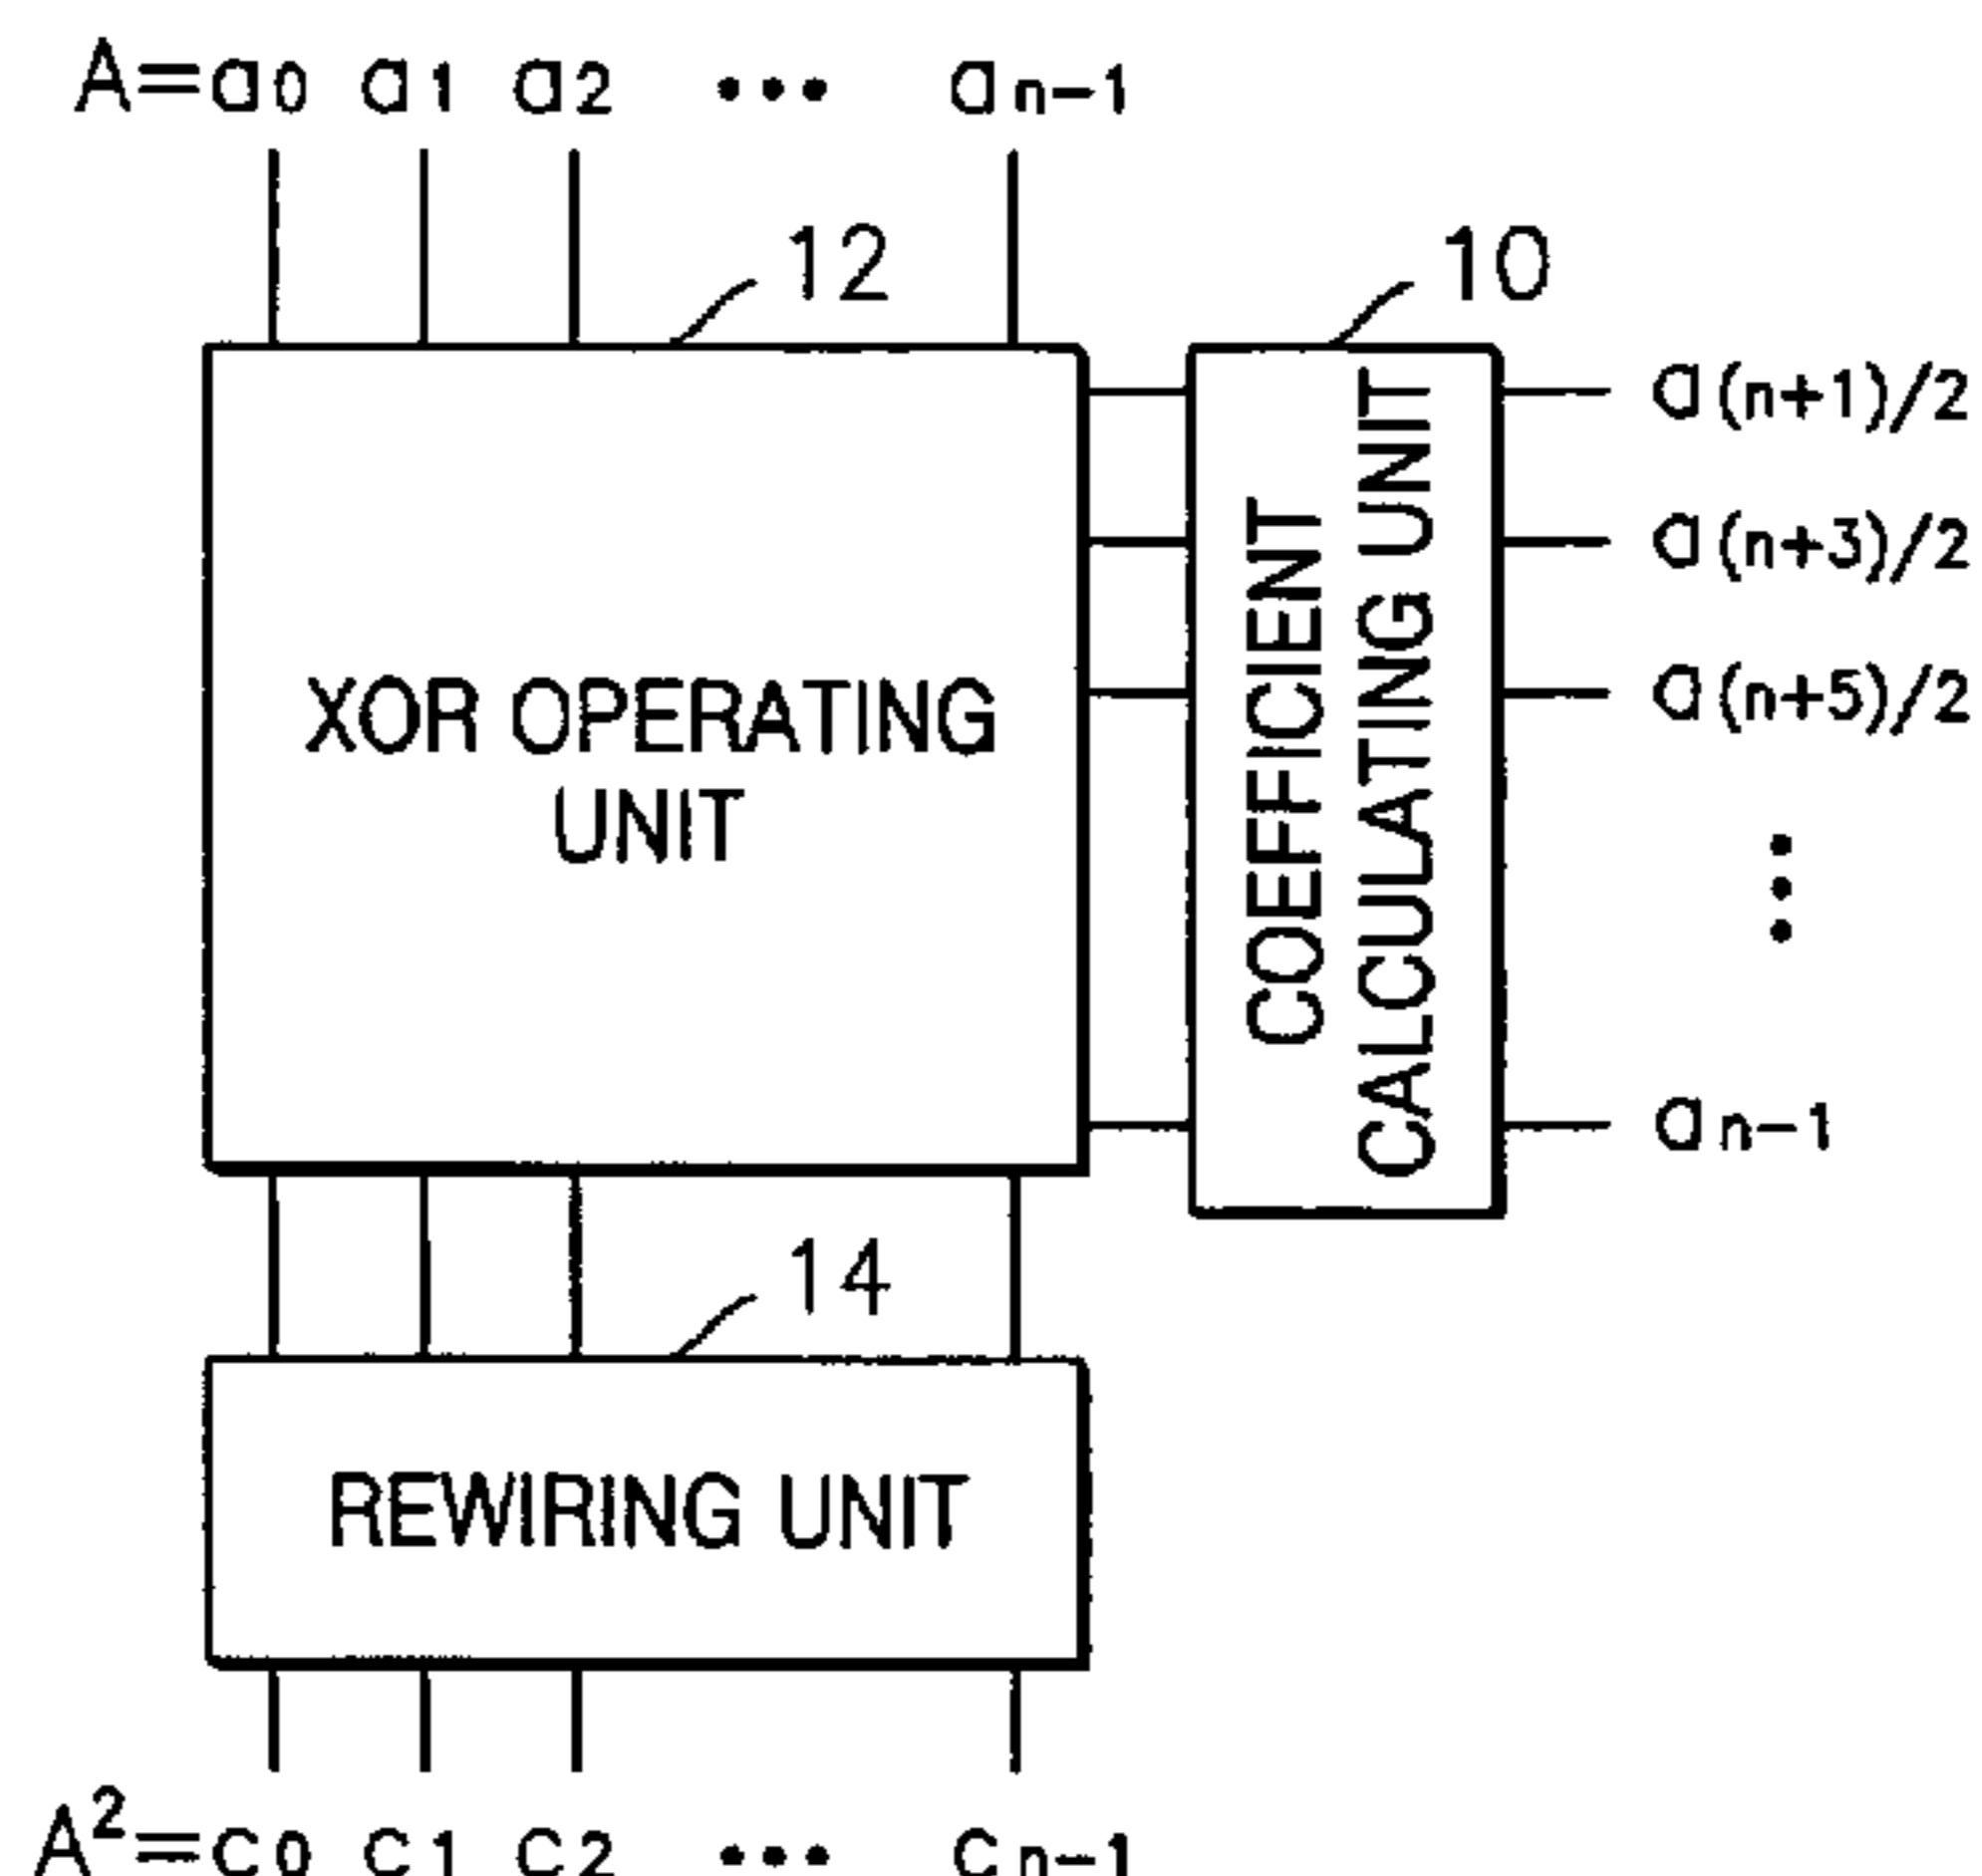 A=a0 a1 a2 ... an-1
12
10
a(n+1)/2
a(n+3)/2
a(n+5)/2
...
an-1
XOR OPERATING
UNIT
COEFFICIENT
CALCULATING UNIT
14
REWIRING UNIT
A²=c0 c1 c2 ... cn-1